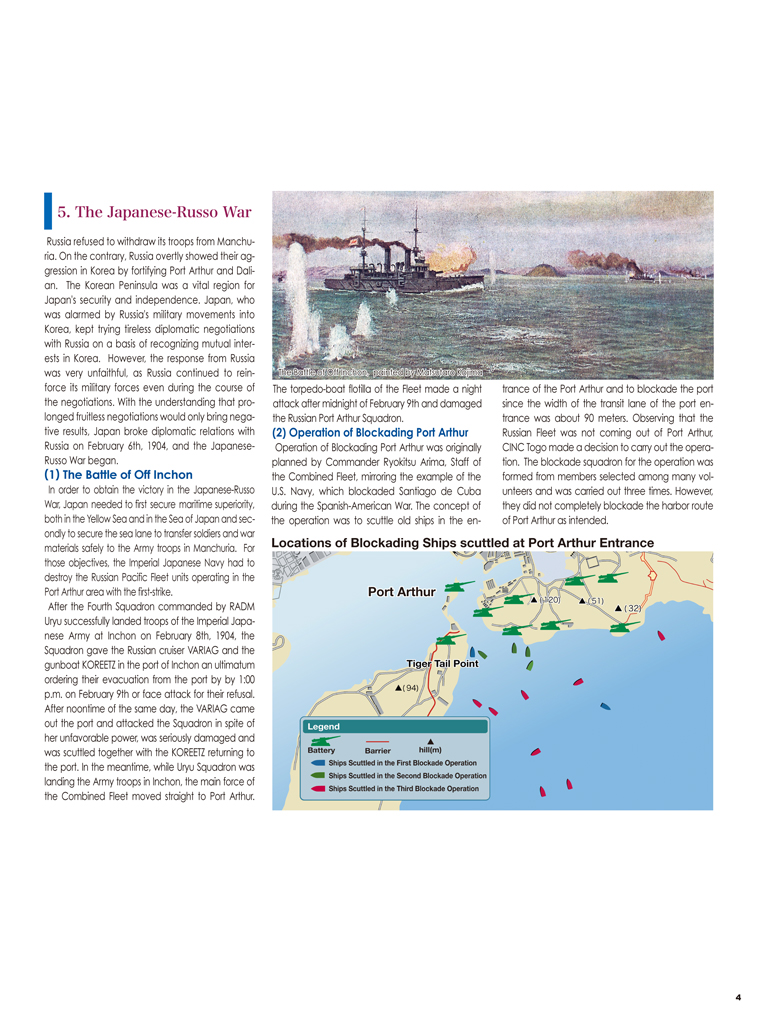 5. The Japanese-Russo War
Russia refused to withdraw its troops from Manchu-
ria. On the contrary, Russia overtly showed their ag-
gression in Korea by fortifying Port Arthur and Dali-
an. The Korean Peninsula was a vital region for
Japan's security and independence. Japan, who
was alarmed by Russia's military movements into
Korea, kept trying tireless diplomatic negotiations
with Russia on a basis of recognizing mutual inter-
ests in Korea. However, the response from Russia
was very unfaithful, as Russia continued to rein-
force its military forces even during the course of
the negotiations. With the understanding that pro-
longed fruitless negotiations would only bring nega-
tive results, Japan broke diplomatic relations with
Russia on February 6th, 1904, and the Japanese-
Russo War began.
(1) The Battle of Off Inchon
In order to obtain the victory in the Japanese-Russo
War, Japan needed to first secure maritime superiority,
both in the Yellow Sea and in the Sea of Japan and sec-
ondly to secure the sea lane to transfer soldiers and war
materials safely to the Army troops in Manchuria. For
those objectives, the Imperial Japanese Navy had to
destroy the Russian Pacific Fleet units operating in the
Port Arthur area with the first-strike.
After the Fourth Squadron commanded by RADM
Uryu successfully landed troops of the Imperial Japa-
nese Army at Inchon on February 8th, 1904, the
Squadron gave the Russian cruiser VARIAG and the
gunboat KOREETZ in the port of Inchon an ultimatum
ordering their evacuation from the port by by 1:00
p.m. on February 9th or face attack for their refusal.
After noontime of the same day, the VARIAG came
out the port and attacked the Squadron in spite of
her unfavorable power, was seriously damaged and
was scuttled together with the KOREETZ returning to
the port. In the meantime, while Uryu Squadron was
landing the Army troops in Inchon, the main force of
the Combined Fleet moved straight to Port Arthur.
The Battle of Off Inchon, painted by Matsutaro Kojima
The torpedo-boat flotilla of the Fleet made a night
attack after midnight of February 9th and damaged
the Russian Port Arthur Squadron.
(2) Operation of Blockading Port Arthur
Operation of Blockading Port Arthur was originally
planned by Commander Ryokitsu Arima, Staff of
the Combined Fleet, mirroring the example of the
U.S. Navy, which blockaded Santiago de Cuba
during the Spanish-American War. The concept of
the operation was to scuttle old ships in the en-
trance of the Port Arthur and to blockade the port
since the width of the transit lane of the port en-
trance was about 90 meters. Observing that the
Russian Fleet was not coming out of Port Arthur,
CINC Togo made a decision to carry out the opera-
tion. The blockade squadron for the operation was
formed from members selected among many vol-
unteers and was carried out three times. However,
they did not completely blockade the harbor route
of Port Arthur as intended.
Locations of Blockading Ships scuttled at Port Arthur Entrance
Port Arthur
(120)
(51)
(32)
Tiger Tail Point
(94)
Legend
Battery
Barrier
hill(m)
Ships Scuttled in the First Blockade Operation
Ships Scuttled in the Second Blockade Operation
Ships Scuttled in the Third Blockade Operation
4